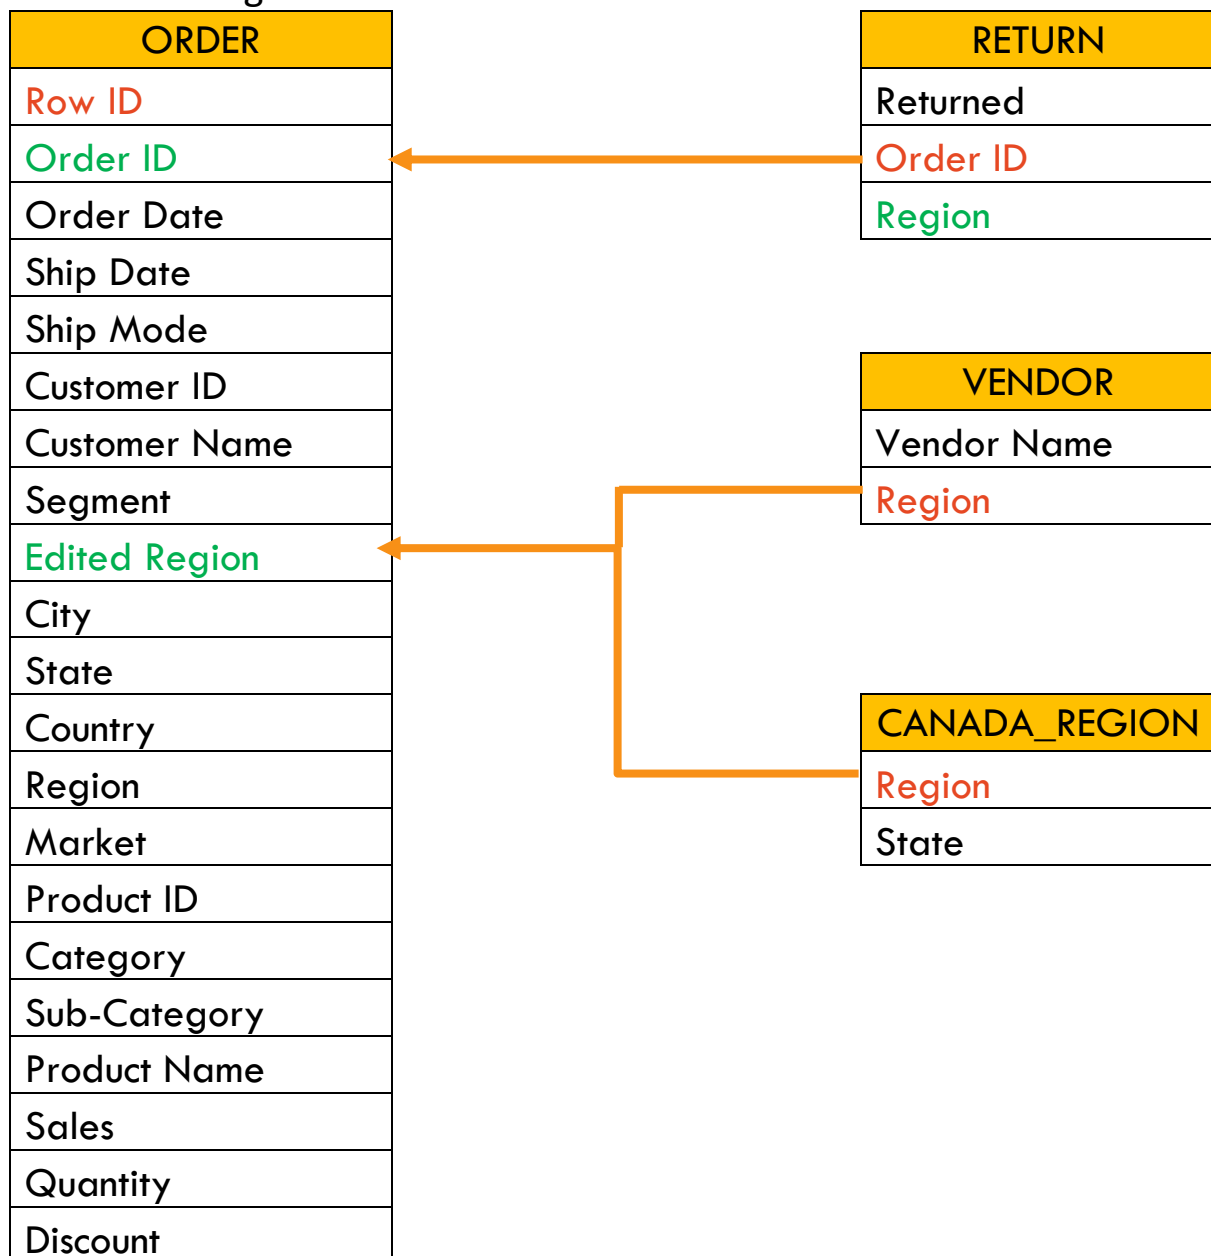 ORDER
Row ID
Order ID
Order Date
Ship Date
Ship Mode
Customer ID
Customer Name
Segment
Edited Region
City
State
Country
Region
Market
Product ID
Category
Sub-Category
Product Name
Sales
Quantity
Discount
RETURN
Returned
Order ID
Region
VENDOR
Vendor Name
Region
CANADA_REGION
Region
State